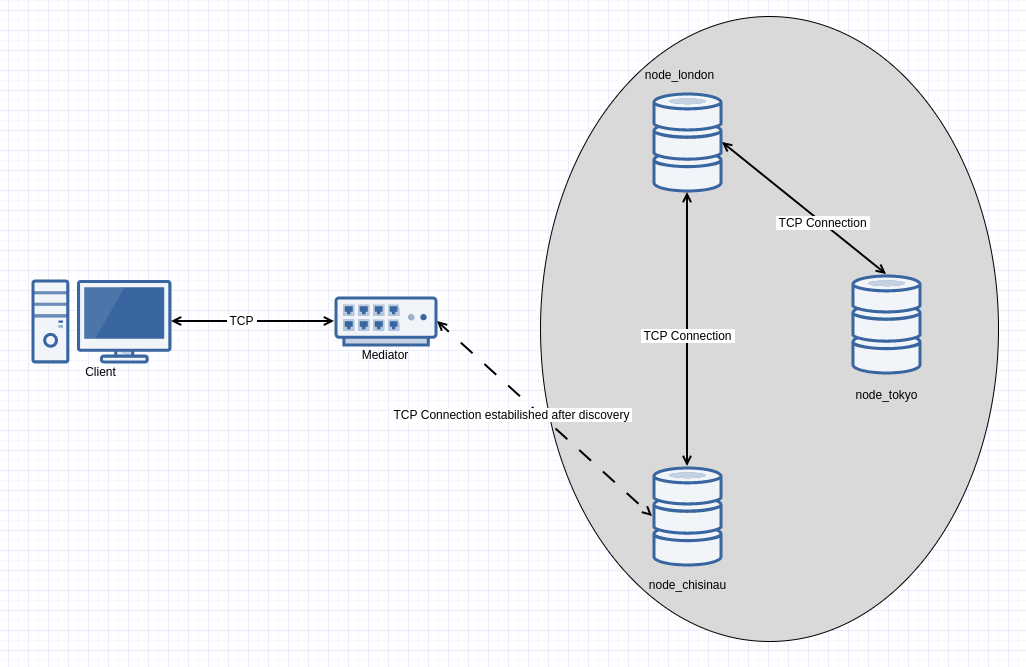 node_london
TCP Connection
TCP
TCP Connection
Mediator
Client
node_tokyo
TCP Connection estabilished after discovery
node_chisinau